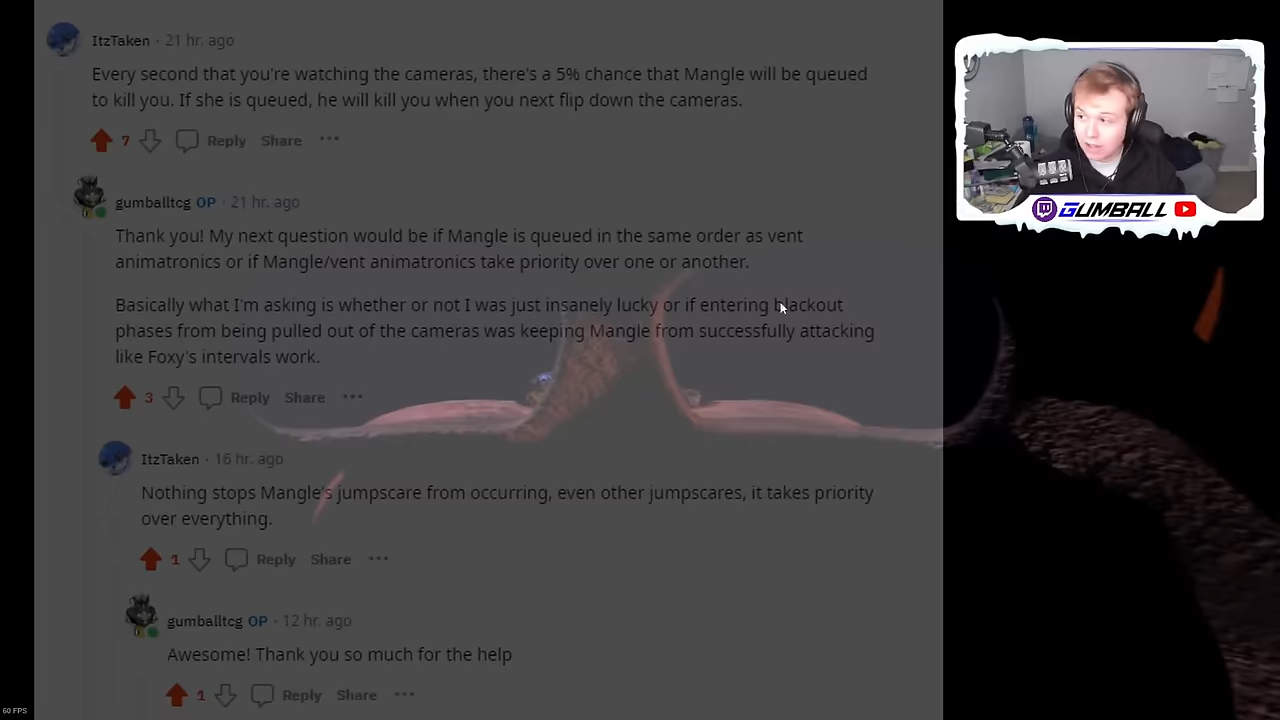 ItzTaken · 21 hr. ago
Every second that you're watching the cameras, there's a 5% chance that Mangle will be queued
to kill you. If she is queued, he will kill you when you next flip down the cameras.
7 Reply Share ···
gumballtcg OP · 21 hr. ago
Thank you! My next question would be if Mangle is queued in the same order as vent
animatronics or if Mangle/vent animatronics take priority over one or another.
Basically what I'm asking is whether or not I was just insanely lucky or if entering blackout
phases from being pulled out of the cameras was keeping Mangle from successfully attacking
like Foxy's intervals work.
3 Reply Share ···
ItzTaken · 16 hr. ago
Nothing stops Mangle's jumpscare from occurring, even other jumpscares, it takes priority
over everything.
1 Reply Share ···
gumballtcg OP · 12 hr. ago
Awesome! Thank you so much for the help
1 Reply Share ···
GUMBALL
60 FPS